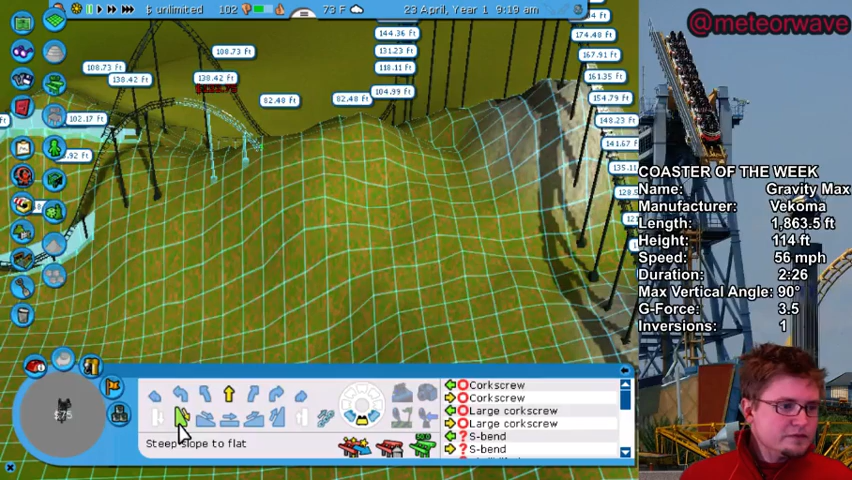 $ unlimited
102
73 F
23 April, Year 1
9:19 am
@meteorwave
108.73 ft
138.42 ft
108.73 ft
138.42 ft
82.48 ft
82.48 ft
102.17 ft
144.36 ft
131.23 ft
118.11 ft
104.99 ft
174.48 ft
167.91 ft
161.35 ft
154.79 ft
148.23 ft
141.67 ft
135.11
COASTER OF THE WEEK
Name: Gravity Max
Manufacturer: Vekoma
Length: 1,863.5 ft
Height: 114 ft
Speed: 56 mph
Duration: 2:26
Max Vertical Angle: 90°
G-Force: 3.5
Inversions: 1
$75
Steep slope to flat
Corkscrew
Corkscrew
Large corkscrew
Large corkscrew
S-bend
S-bend